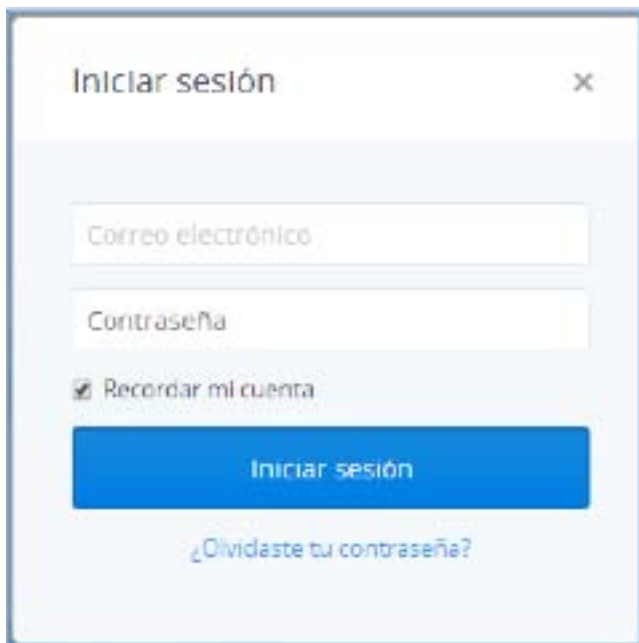 Iniciar sesión
×
Correo electrónico
Contraseña
Recordar mi cuenta
Iniciar sesión
¿Olvidaste tu contraseña?